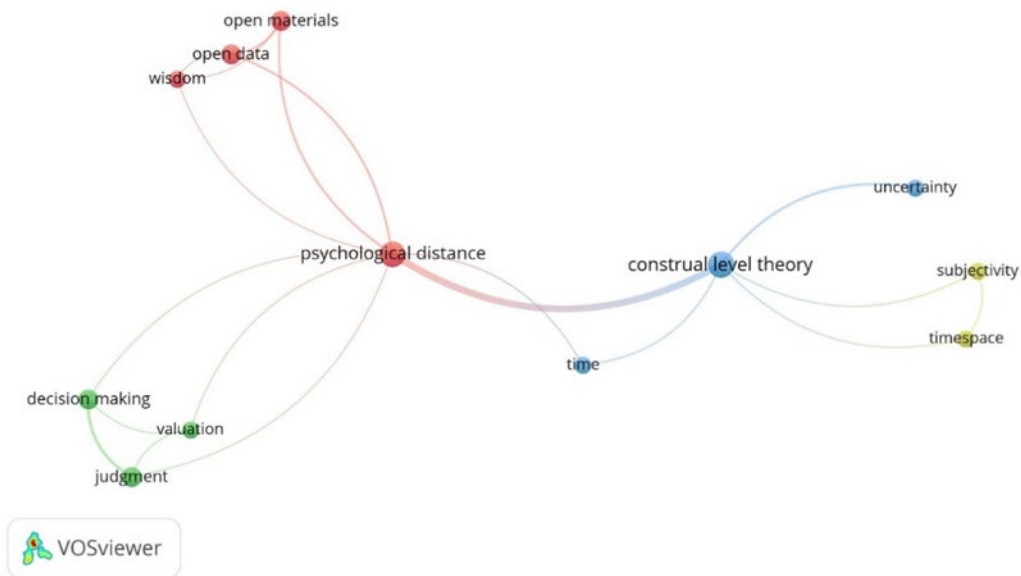 open materials
open data
wisdom
uncertainty
psychological distance
construal level theory
subjectivity
timespace
time
decision making
valuation
judgment
VOSviewer